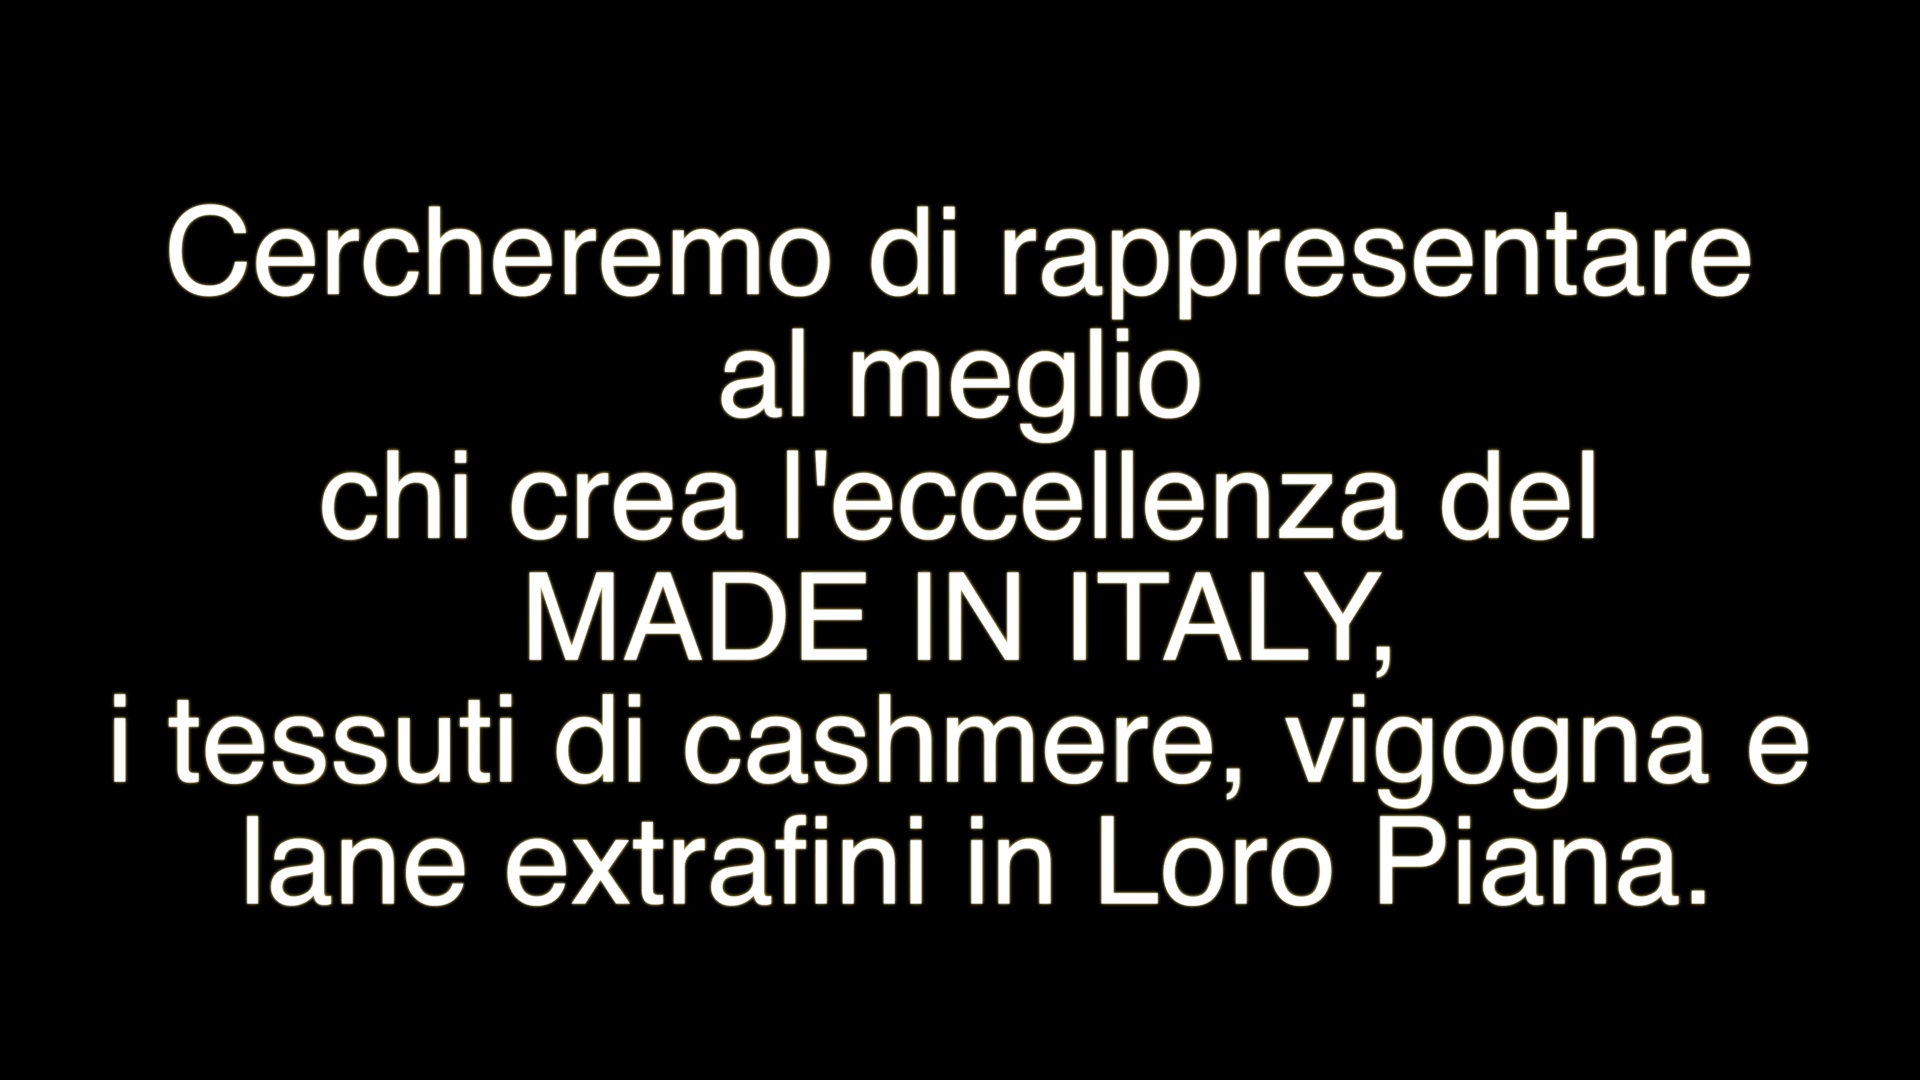 Cercheremo di rappresentare
al meglio
chi crea l'eccellenza del
MADE IN ITALY,
i tessuti di cashmere, vigogna e
lane extrafini in Loro Piana.